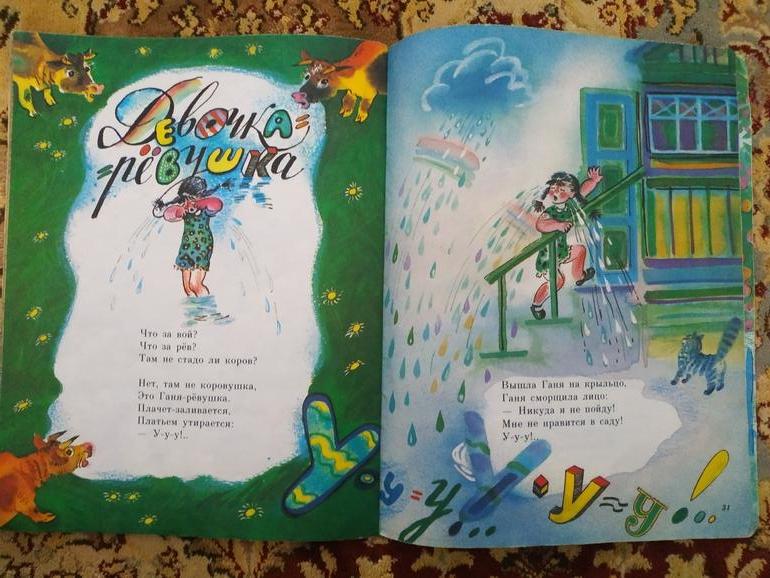 Девочка=
=рёвушка
Что за вой?
Что за рёв?
Там не стадо ли коров?
Нет, там не коровушка,
Это Ганя-рёвушка.
Плачет-заливается,
Платьем утирается:
— У-у-у!..
Вышла Ганя на крыльцо,
Ганя сморщила лицо:
— Никуда я не пойду!
Мне не нравится в саду!
У-у-у!..
У-у=у!.. У-У=у!..
31